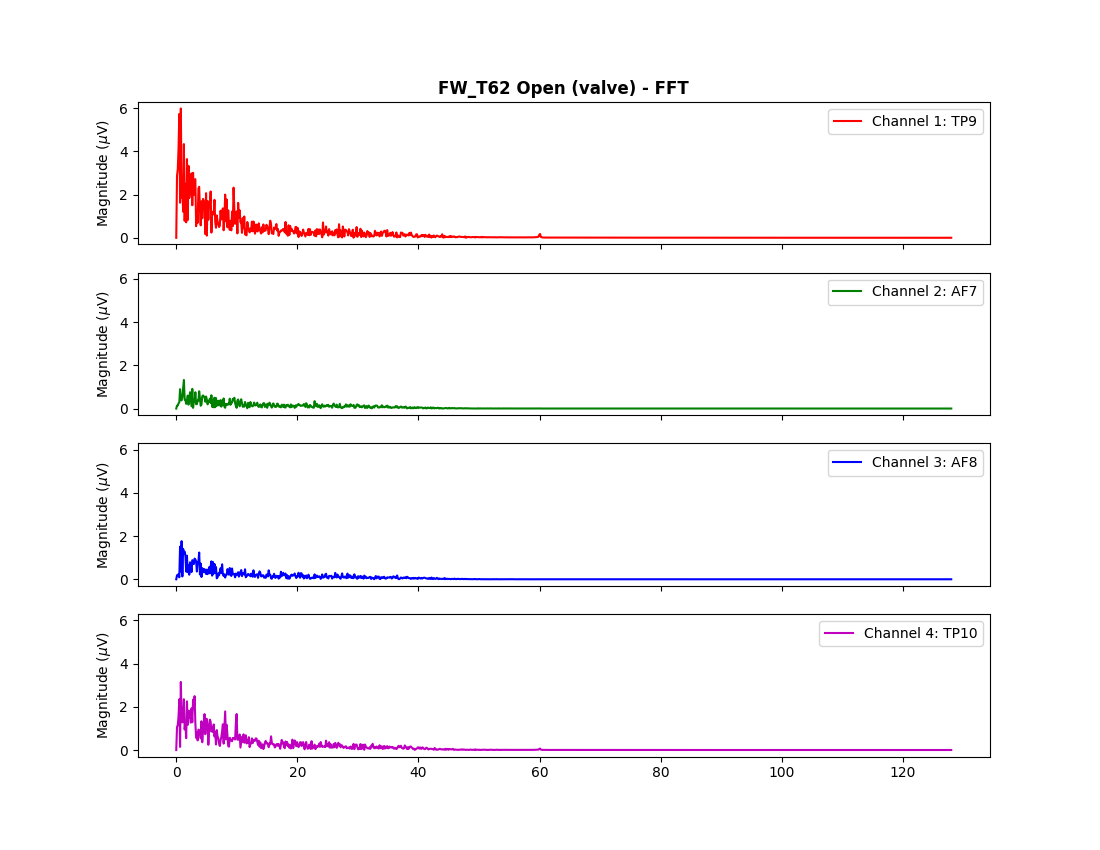 FW_T62 Open (valve) - FFT
Magnitude (μV)
6
4
2
0
Channel 1: TP9
Magnitude (μV)
6
4
2
0
Channel 2: AF7
Magnitude (μV)
6
4
2
0
Channel 3: AF8
Magnitude (μV)
6
4
2
0
Channel 4: TP10
0 20 40 60 80 100 120